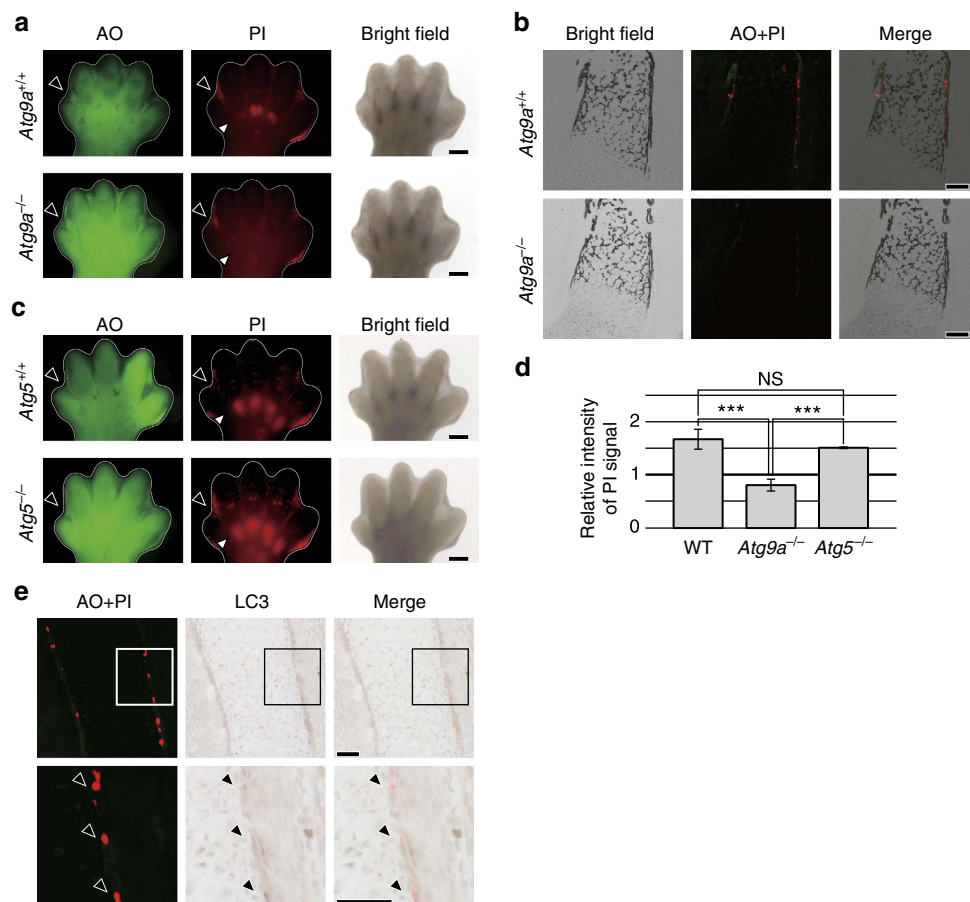 a
AO PI Bright field
Atg9a+/+
Atg9a−/−
b
Bright field AO+PI Merge
Atg9a+/+
Atg9a−/−
c
AO PI Bright field
Atg5+/+
Atg5−/−
d
NS
*** ***
Relative intensity
of PI signal
2
1
0
WT Atg9a−/− Atg5−/−
e
AO+PI LC3 Merge